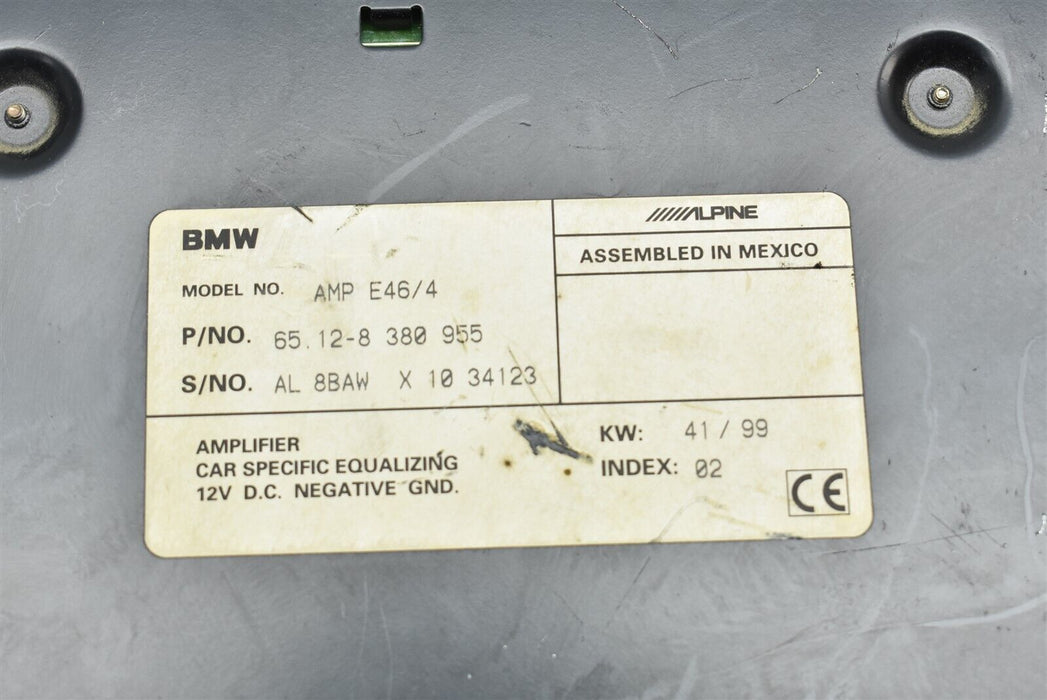 BMW
MODEL NO. AMP E46/4
P/NO. 65.12-8 380 955
S/NO. AL 8BAW X 10 34123
ALPINE
ASSEMBLED IN MEXICO
AMPLIFIER
CAR SPECIFIC EQUALIZING
12V D.C. NEGATIVE GND.
KW: 41/99
INDEX: 02
CE